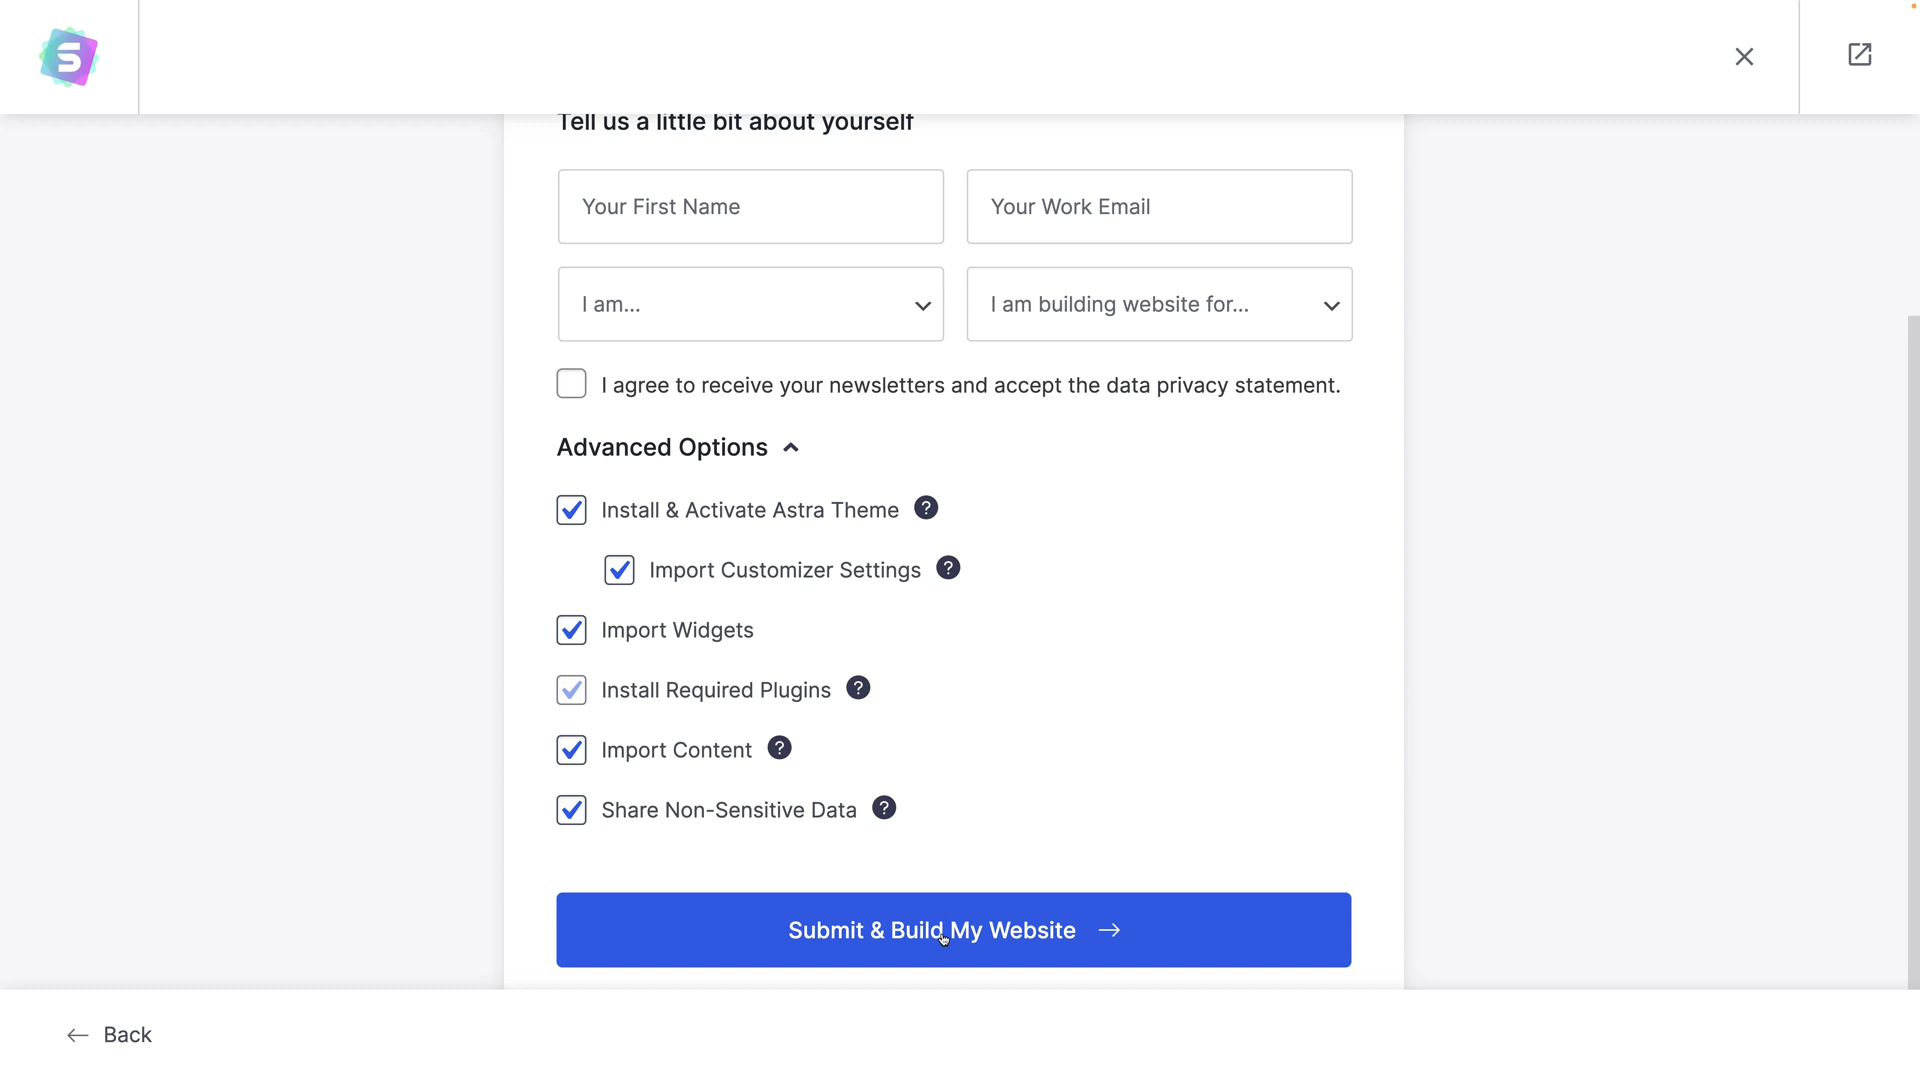 S
Tell us a little bit about yourself
Your First Name
Your Work Email
I am...
I am building website for...
I agree to receive your newsletters and accept the data privacy statement.
Advanced Options
Install & Activate Astra Theme ?
Import Customizer Settings ?
Import Widgets
Install Required Plugins ?
Import Content ?
Share Non-Sensitive Data ?
Submit & Build My Website →
← Back